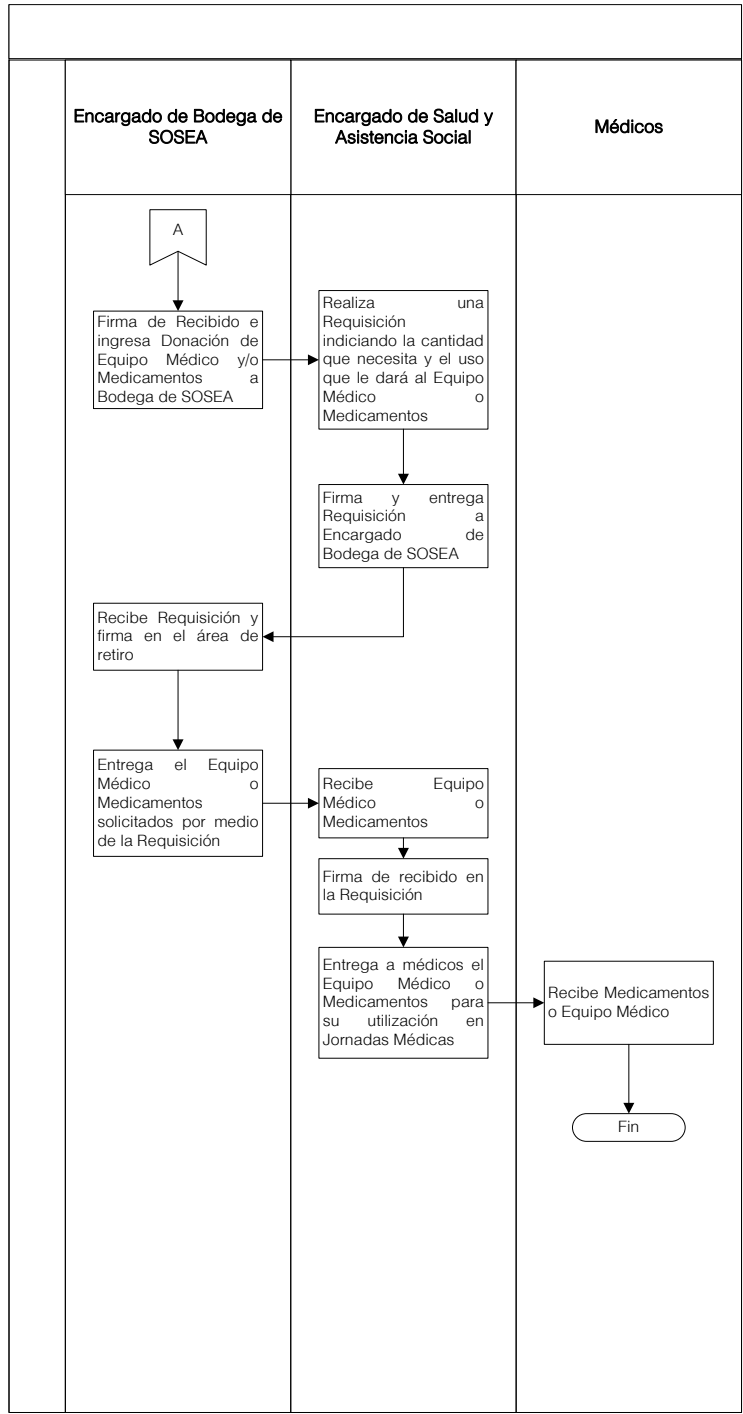 Encargado de Bodega de
SOSEA
Encargado de Salud y
Asistencia Social
Médicos
A
Firma de Recibido e
ingresa Donación de
Equipo Médico y/o
Medicamentos a
Bodega de SOSEA
Realiza una
Requisición
indiciando la cantidad
que necesita y el uso
que le dará al Equipo
Médico o
Medicamentos
Firma y entrega
Requisición a
Encargado de
Bodega de SOSEA
Recibe Requisición y
firma en el área de
retiro
Entrega el Equipo
Médico o
Medicamentos
solicitados por medio
de la Requisición
Recibe Equipo
Médico o
Medicamentos
Firma de recibido en
la Requisición
Entrega a médicos el
Equipo Médico o
Medicamentos para
su utilización en
Jornadas Médicas
Recibe Medicamentos
o Equipo Médico
Fin